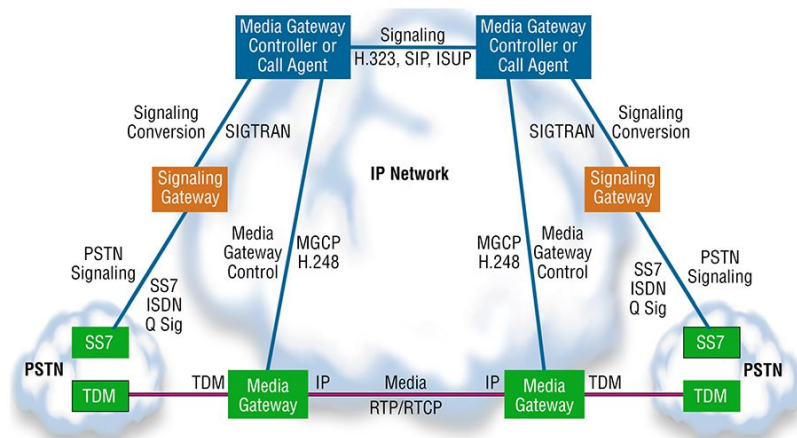 Media Gateway
Controller or
Call Agent
Signaling
H.323, SIP, ISUP
Media Gateway
Controller or
Call Agent
Signaling
Conversion
SIGTRAN
SIGTRAN
Signaling
Conversion
Signaling
Gateway
IP Network
Signaling
Gateway
PSTN
Signaling
SS7
ISDN
Q Sig
Media
Gateway
Control
MGCP
H.248
MGCP
H.248
Media
Gateway
Control
SS7
ISDN
Q Sig
PSTN
Signaling
PSTN
SS7
TDM
TDM
Media
Gateway
IP
Media
RTP/RTCP
IP
Media
Gateway
TDM
SS7
TDM
PSTN